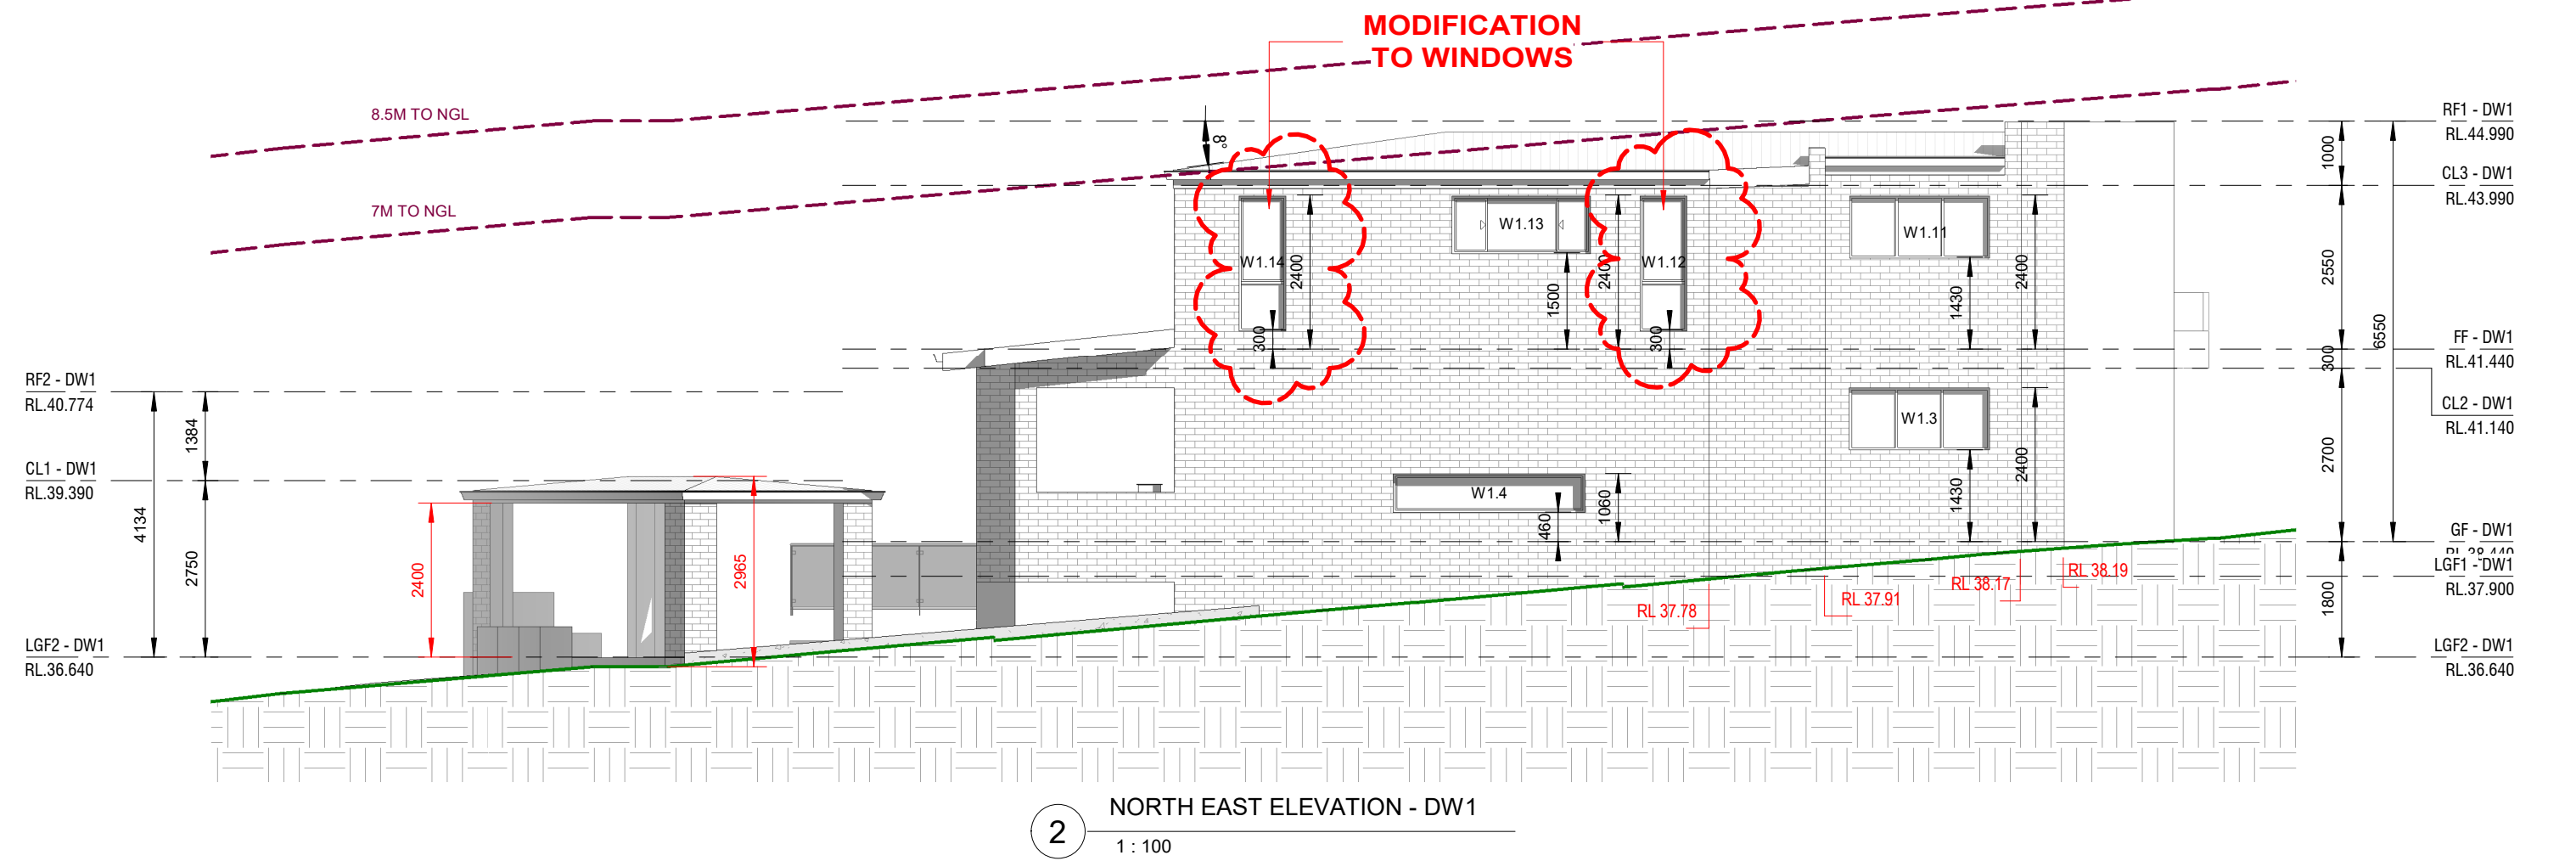 MODIFICATION
TO WINDOWS
8.5M TO NGL
7M TO NGL
8°
RF1 - DW1
RL.44.990
1000
CL3 - DW1
RL.43.990
2550
6550
FF - DW1
RL.41.440
300
CL2 - DW1
RL.41.140
2700
GF - DW1
RL.38.440
LGF1 - DW1
RL.37.900
1800
LGF2 - DW1
RL.36.640
W1.14
2400
300
W1.13
1500
2400
W1.12
300
W1.11
1430
2400
W1.3
1430
2400
W1.4
460
1060
RF2 - DW1
RL.40.774
1384
CL1 - DW1
RL.39.390
4134
2750
LGF2 - DW1
RL.36.640
2400
2965
RL 37.78
RL 37.91
RL 38.17
RL 38.19
2
NORTH EAST ELEVATION - DW1
1 : 100